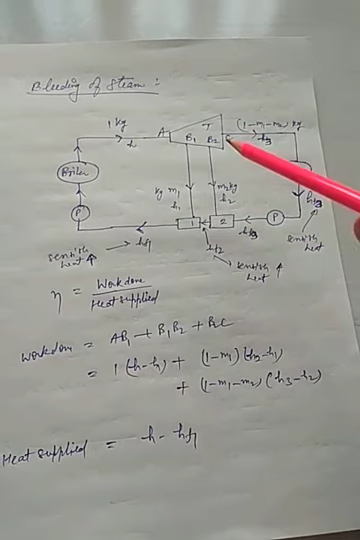 Bleeding of Steam :-
1 kg
h
A
T
B1 B2
C
(1-m1-m2) kg
h3
Boiler
kg m1
h1
m2 kg
h2
P
1
2
P
hf3
hf1
hf2
hf3
sensible heat ↑
sensible heat ↑
sensible heat ↑
η = Workdone / Heat supplied
Workdone = AB1 + B1B2 + B2C
= 1(h-h1) + (1-m1)(h2-h1)
+ (1-m1-m2)(h3-h2)
Heat supplied = h - hf1